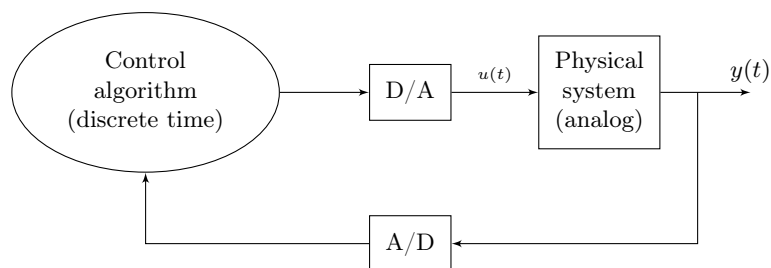 Control
algorithm
(discrete time)
D/A
u(t)
Physical
system
(analog)
y(t)
A/D